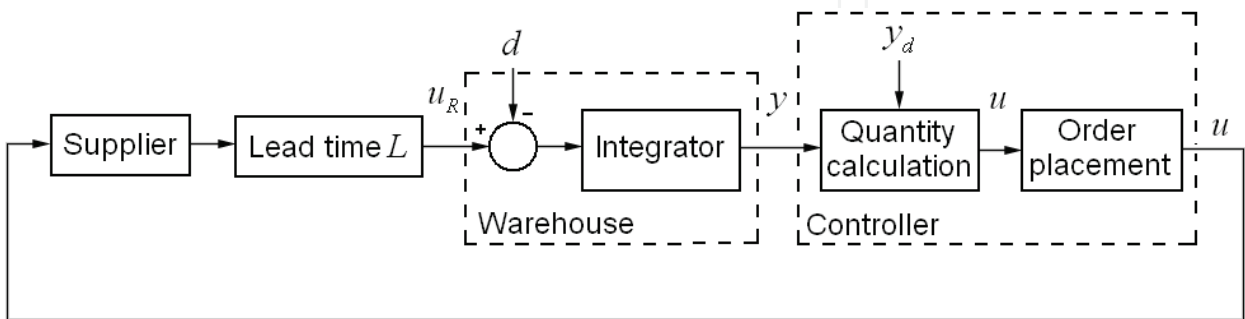 d
y_d
u_R
+
−
y
u
u
Supplier
Lead time L
Integrator
Quantity
calculation
Order
placement
Warehouse
Controller